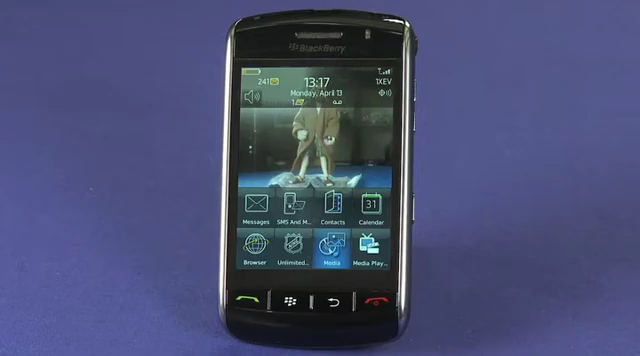 BlackBerry
241
13:17
1XEV
Monday, April 13
1
Messages
SMS And M...
Contacts
31
Calendar
Browser
Unlimited...
Media
Media Play...